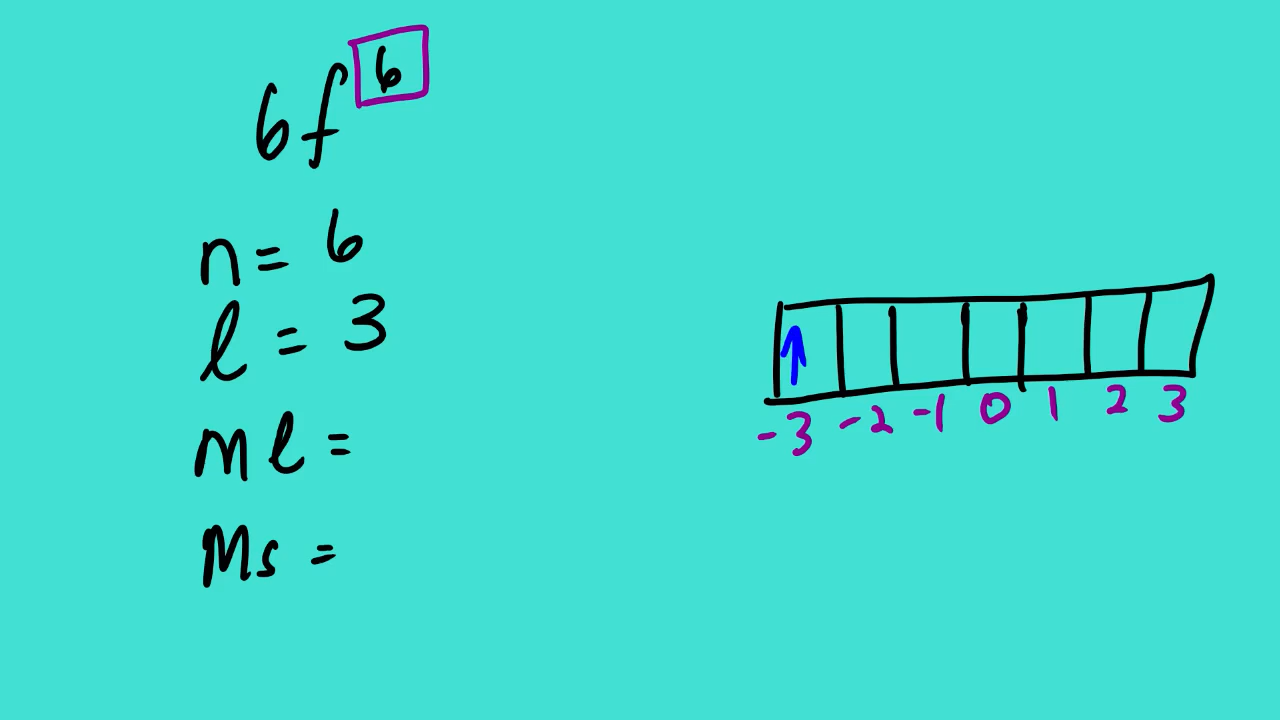 6f⁶
n = 6
l = 3
ml =
Ms =
-3 -2 -1 0 1 2 3